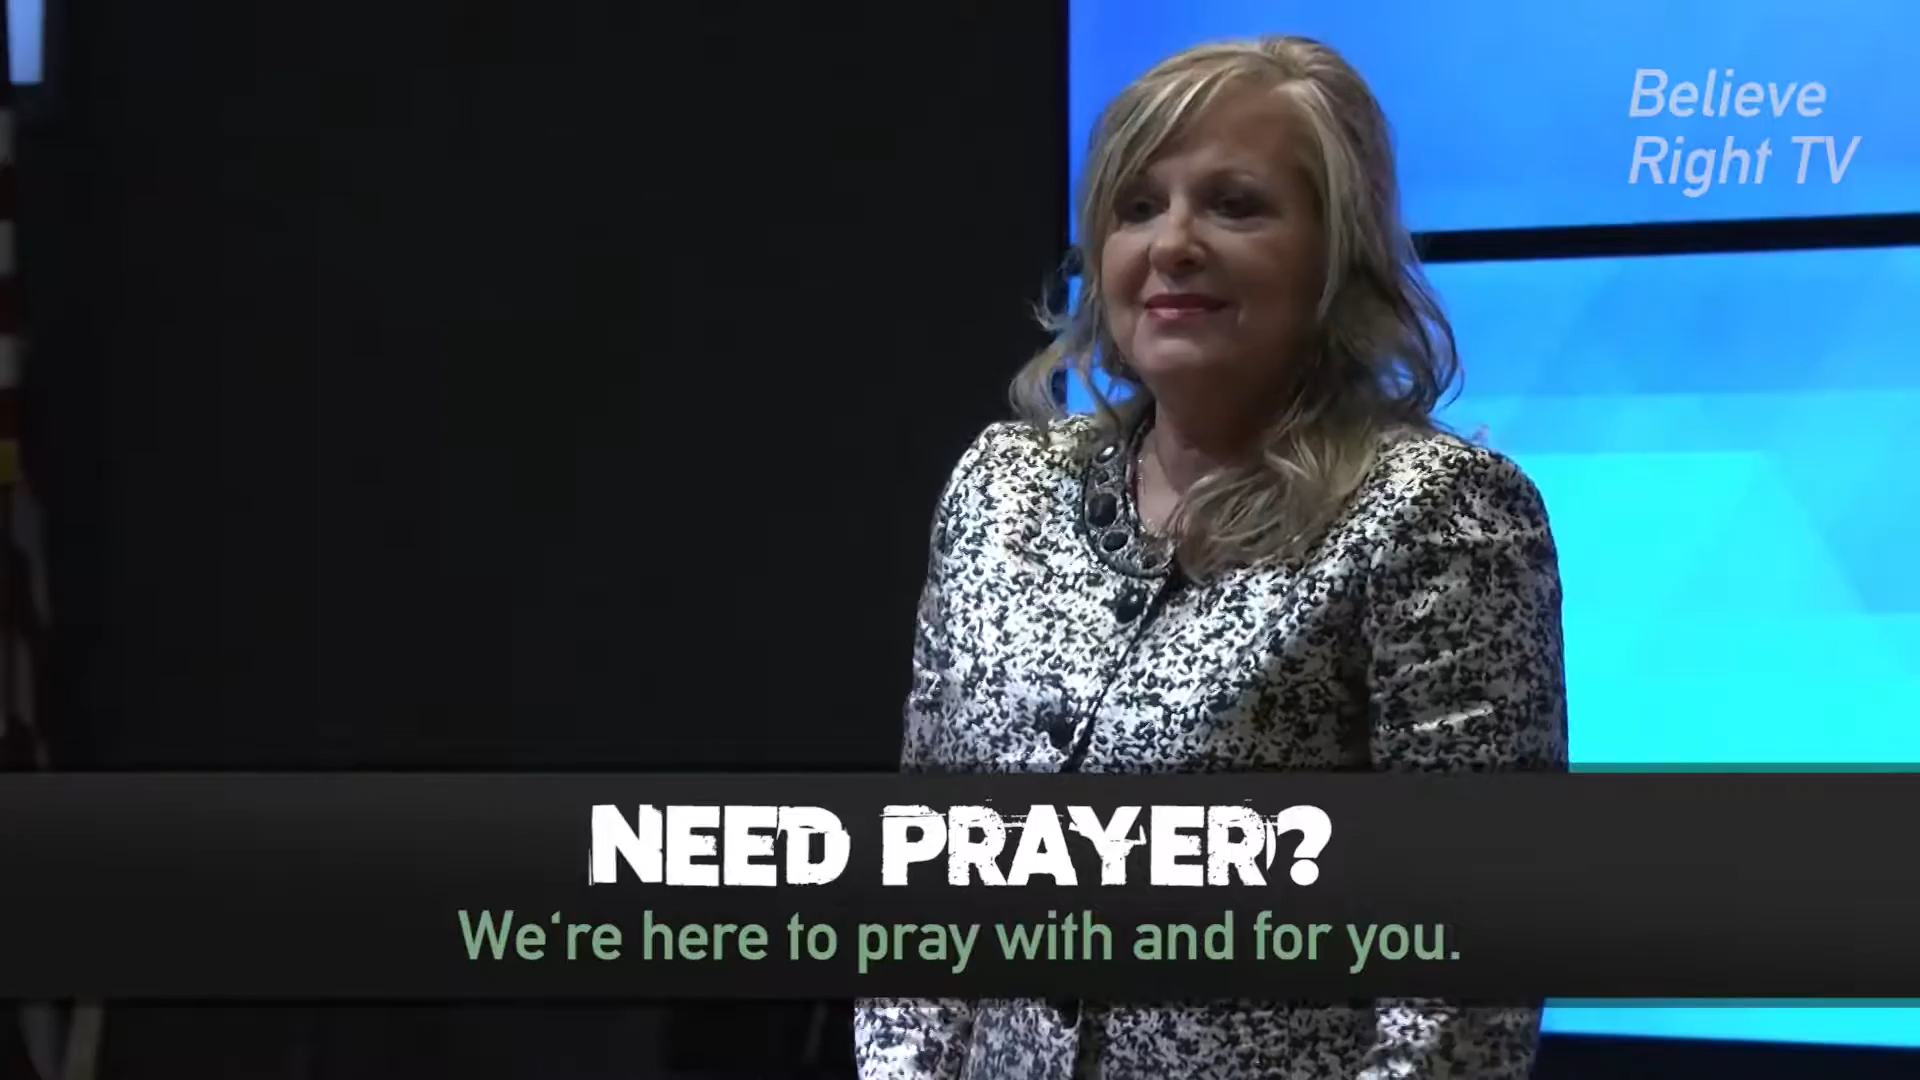 Believe
Right TV
NEED PRAYER?
We‘re here to pray with and for you.